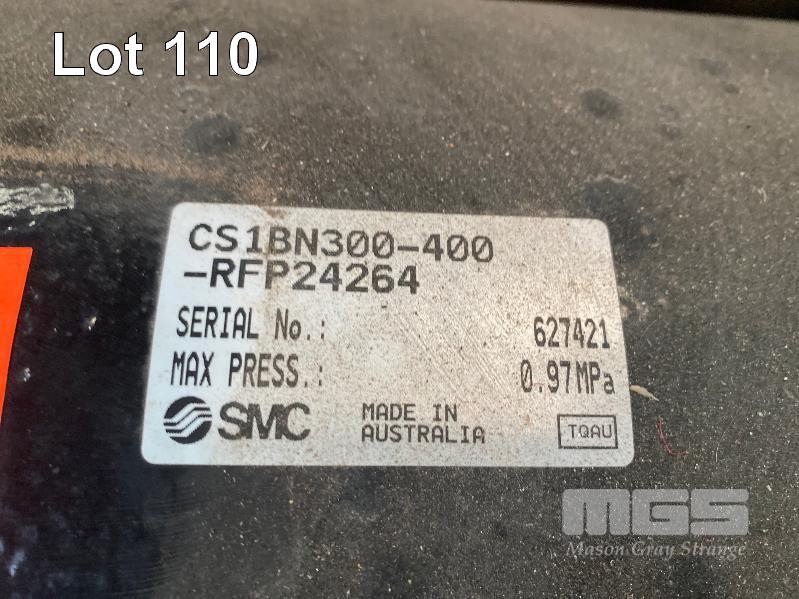 Lot 110
CS1BN300-400
-RFP24264
SERIAL No.: 627421
MAX PRESS.: 0.97MPa
SMC MADE IN
AUSTRALIA TQAU
MGS
Mason Gray Strange